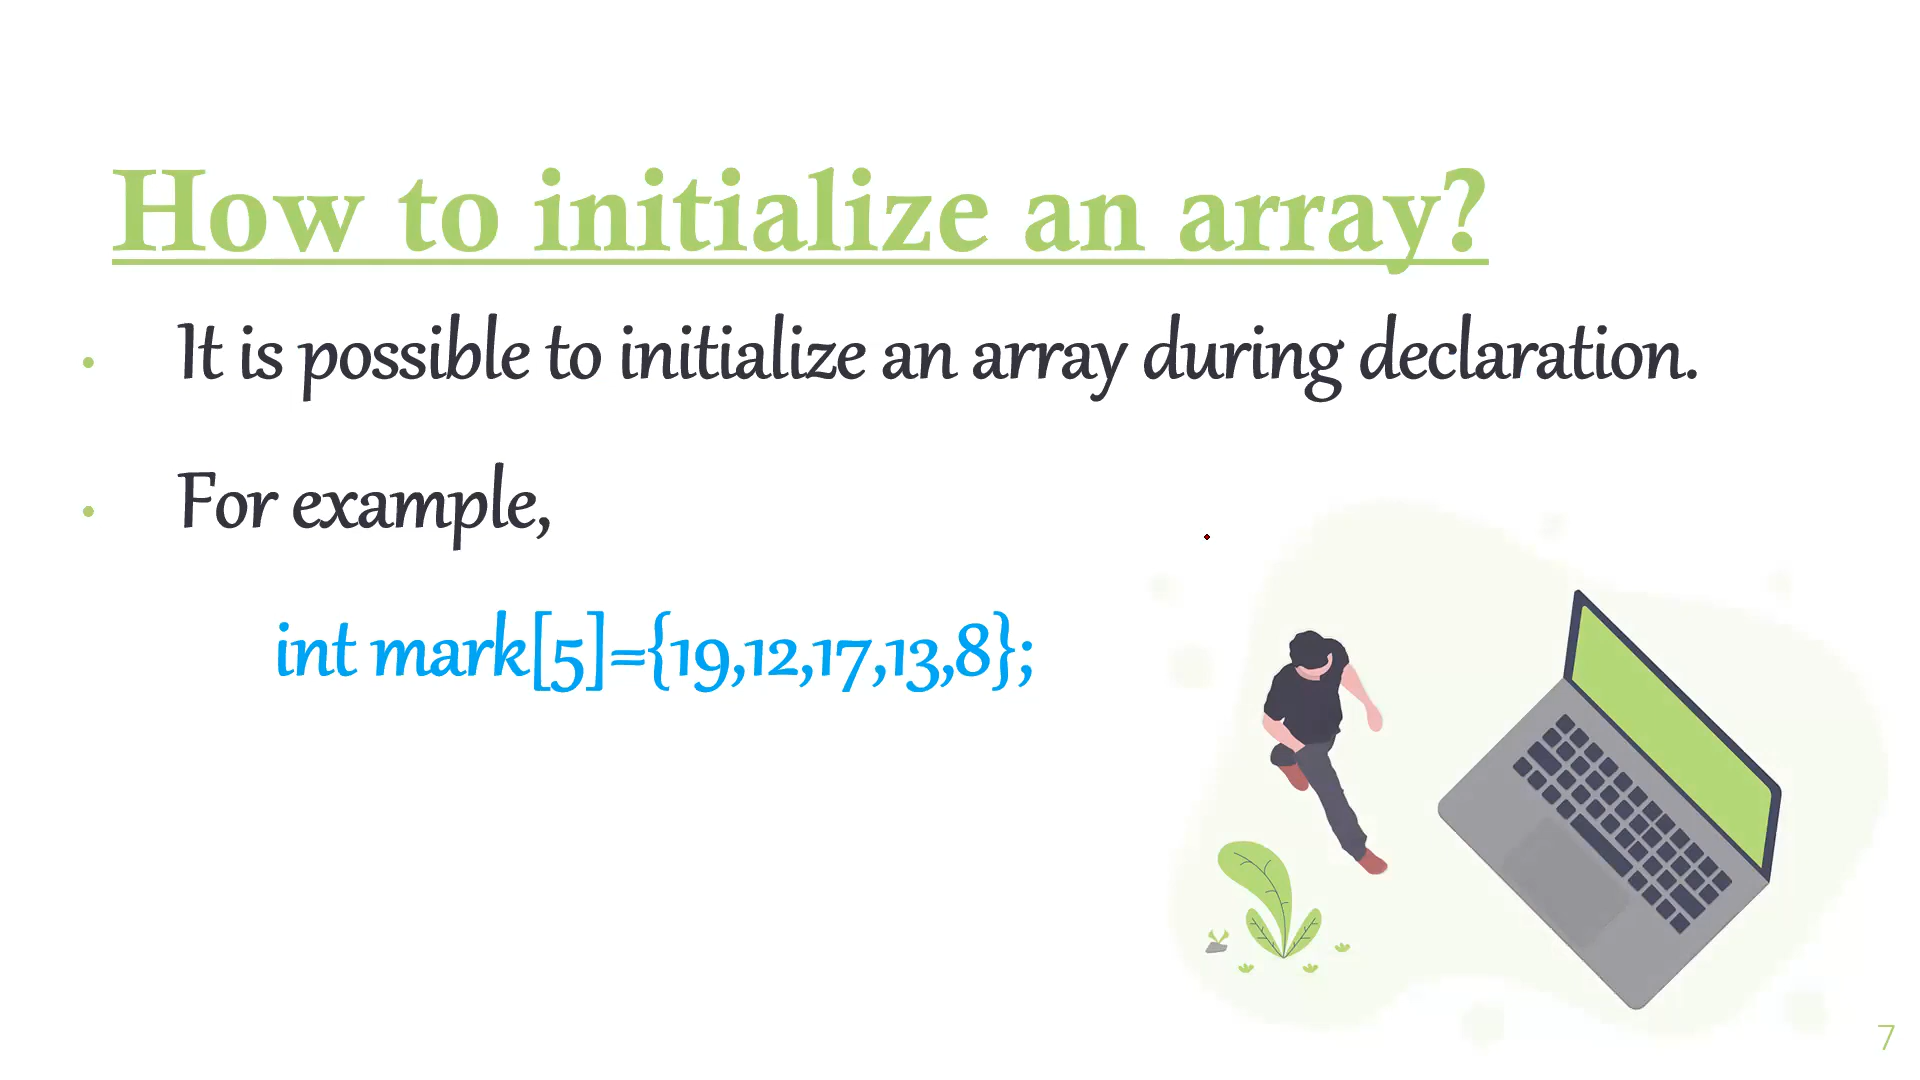 How to initialize an array?
• It is possible to initialize an array during declaration.
• For example,
int mark[5]={19,12,17,13,8};
7